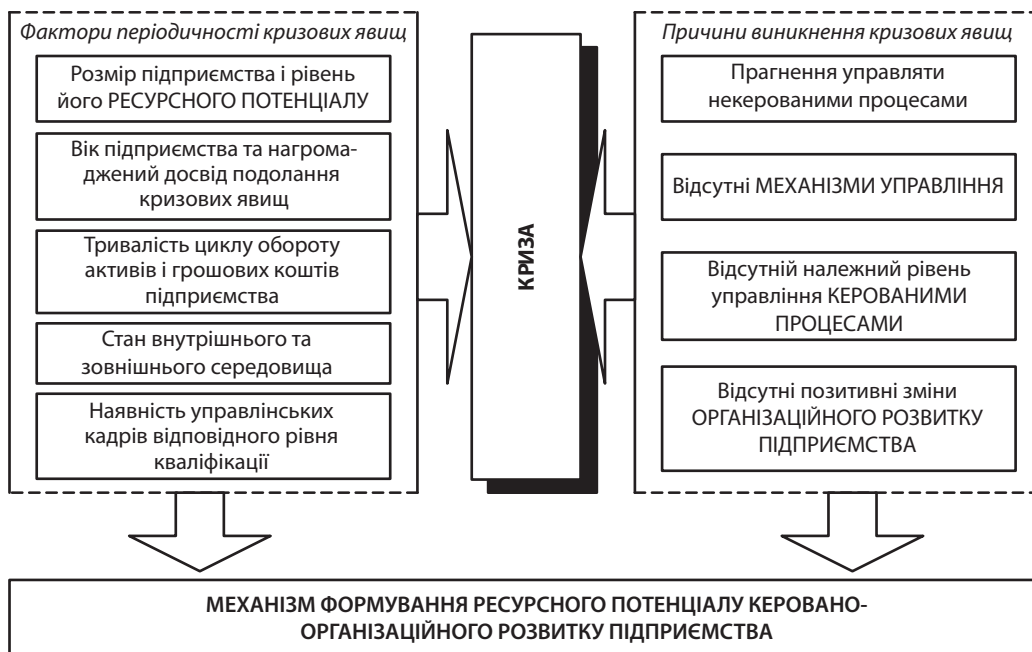 Фактори періодичності кризових явищ
Розмір підприємства і рівень
його РЕСУРСНОГО ПОТЕНЦІАЛУ
Вік підприємства та нагрома-
джений досвід подолання
кризових явищ
Тривалість циклу обороту
активів і грошових коштів
підприємства
Стан внутрішнього та
зовнішнього середовища
Наявність управлінських
кадрів відповідного рівня
кваліфікації
КРИЗА
Причини виникнення кризових явищ
Прагнення управляти
некерованими процесами
Відсутні МЕХАНІЗМИ УПРАВЛІННЯ
Відсутній належний рівень
управління КЕРОВАНИМИ
ПРОЦЕСАМИ
Відсутні позитивні зміни
ОРГАНІЗАЦІЙНОГО РОЗВИТКУ
ПІДПРИЄМСТВА
МЕХАНІЗМ ФОРМУВАННЯ РЕСУРСНОГО ПОТЕНЦІАЛУ КЕРОВАНО-
ОРГАНІЗАЦІЙНОГО РОЗВИТКУ ПІДПРИЄМСТВА